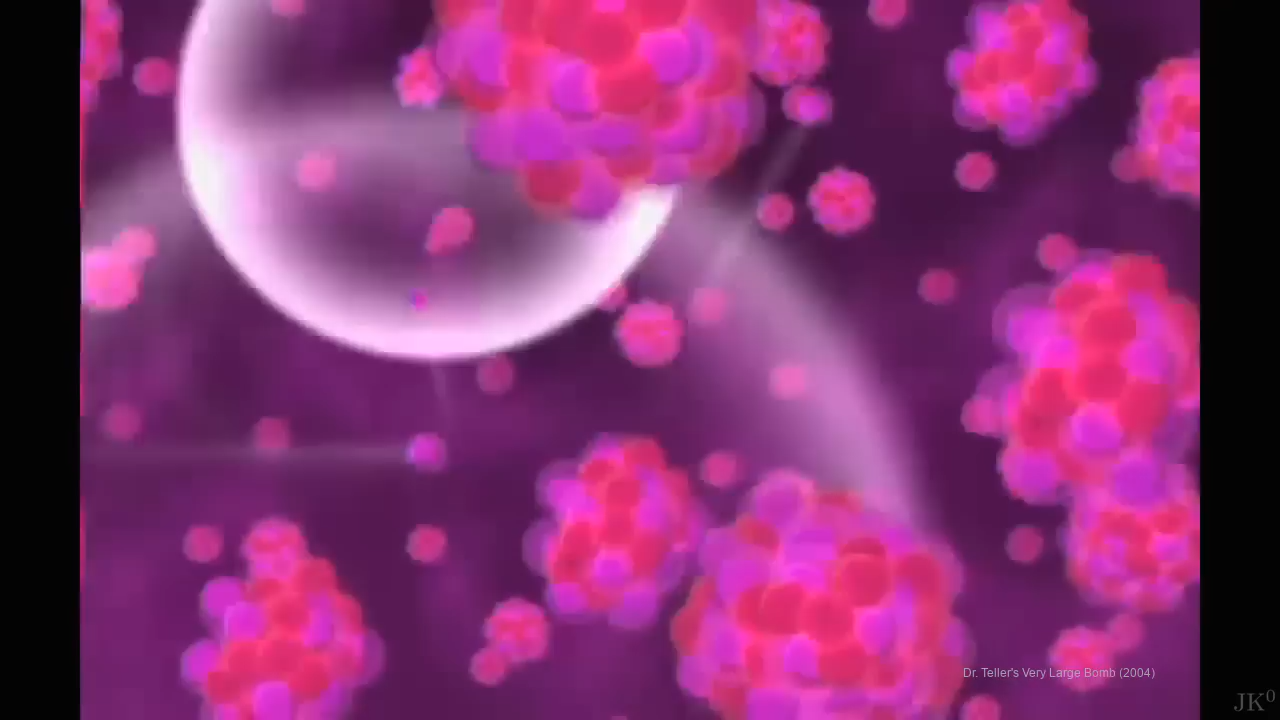 Dr. Teller's Very Large Bomb (2004)
JK⁰